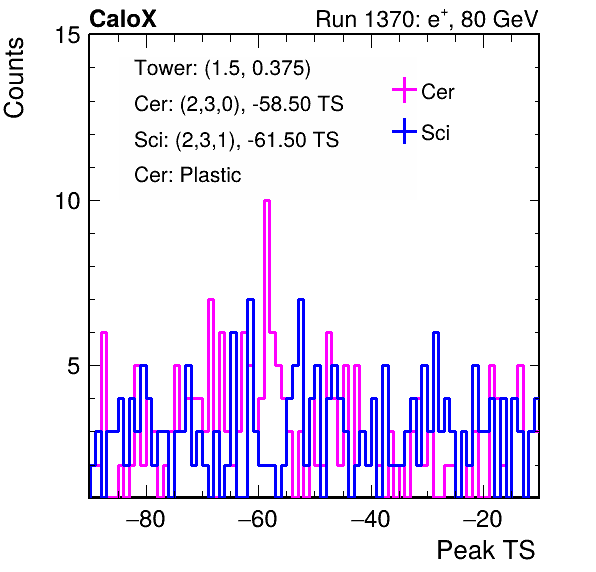 CaloX Run 1370: e⁺, 80 GeV
Counts
15
Tower: (1.5, 0.375)
Cer: (2,3,0), -58.50 TS
Sci: (2,3,1), -61.50 TS
Cer: Plastic
Cer
Sci
10
5
−80 −60 −40 −20
Peak TS